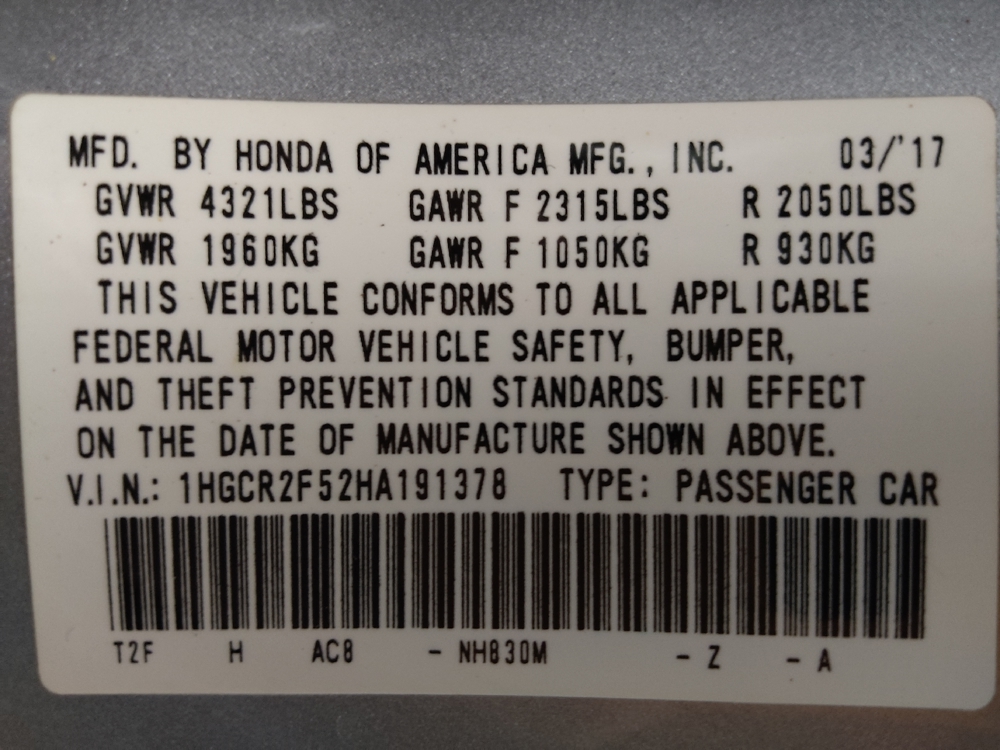 MFD. BY HONDA OF AMERICA MFG., INC. 03/'17
GVWR 4321LBS GAWR F 2315LBS R 2050LBS
GVWR 1960KG GAWR F 1050KG R 930KG
THIS VEHICLE CONFORMS TO ALL APPLICABLE
FEDERAL MOTOR VEHICLE SAFETY, BUMPER,
AND THEFT PREVENTION STANDARDS IN EFFECT
ON THE DATE OF MANUFACTURE SHOWN ABOVE.
V.I.N.: 1HGCR2F52HA191378 TYPE: PASSENGER CAR
T2F H AC8 - NH830M - Z - A